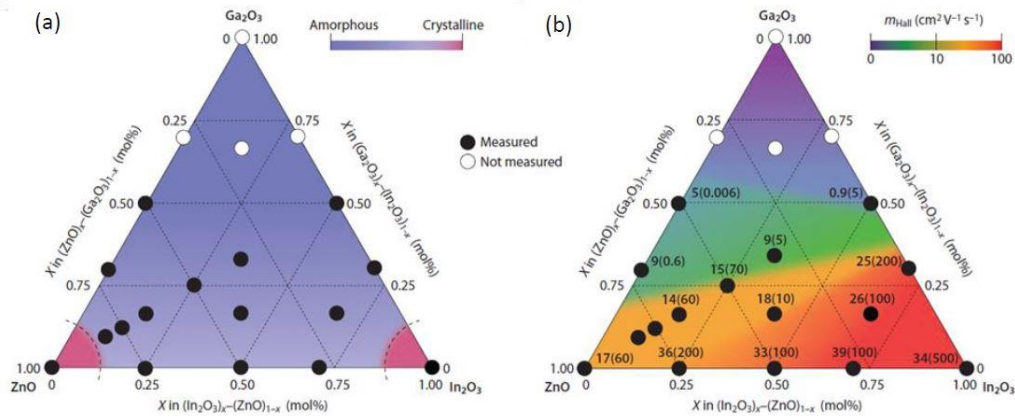 (a)
Ga₂O₃
0 1.00
Amorphous Crystalline
0.25
0.75
X in (ZnO)ₓ–(Ga₂O₃)₁₋ₓ (mol%)
X in (Ga₂O₃)ₓ–(In₂O₃)₁₋ₓ (mol%)
0.50
0.50
0.75
0.25
1.00
0
ZnO
0
0.25
0.50
0.75
1.00
In₂O₃
X in (In₂O₃)ₓ–(ZnO)₁₋ₓ (mol%)
Measured
Not measured
(b)
Ga₂O₃
0 1.00
mHall (cm² V⁻¹ s⁻¹)
0 10 100
0.25
0.75
X in (ZnO)ₓ–(Ga₂O₃)₁₋ₓ (mol%)
X in (Ga₂O₃)ₓ–(In₂O₃)₁₋ₓ (mol%)
0.50
5(0.006)
0.9(5)
0.50
9(5)
9(0.6)
25(200)
15(70)
0.75
0.25
14(60)
18(10)
26(100)
17(60)
36(200)
33(100)
39(100)
34(500)
1.00
0
ZnO
0
0.25
0.50
0.75
1.00
In₂O₃
X in (In₂O₃)ₓ–(ZnO)₁₋ₓ (mol%)